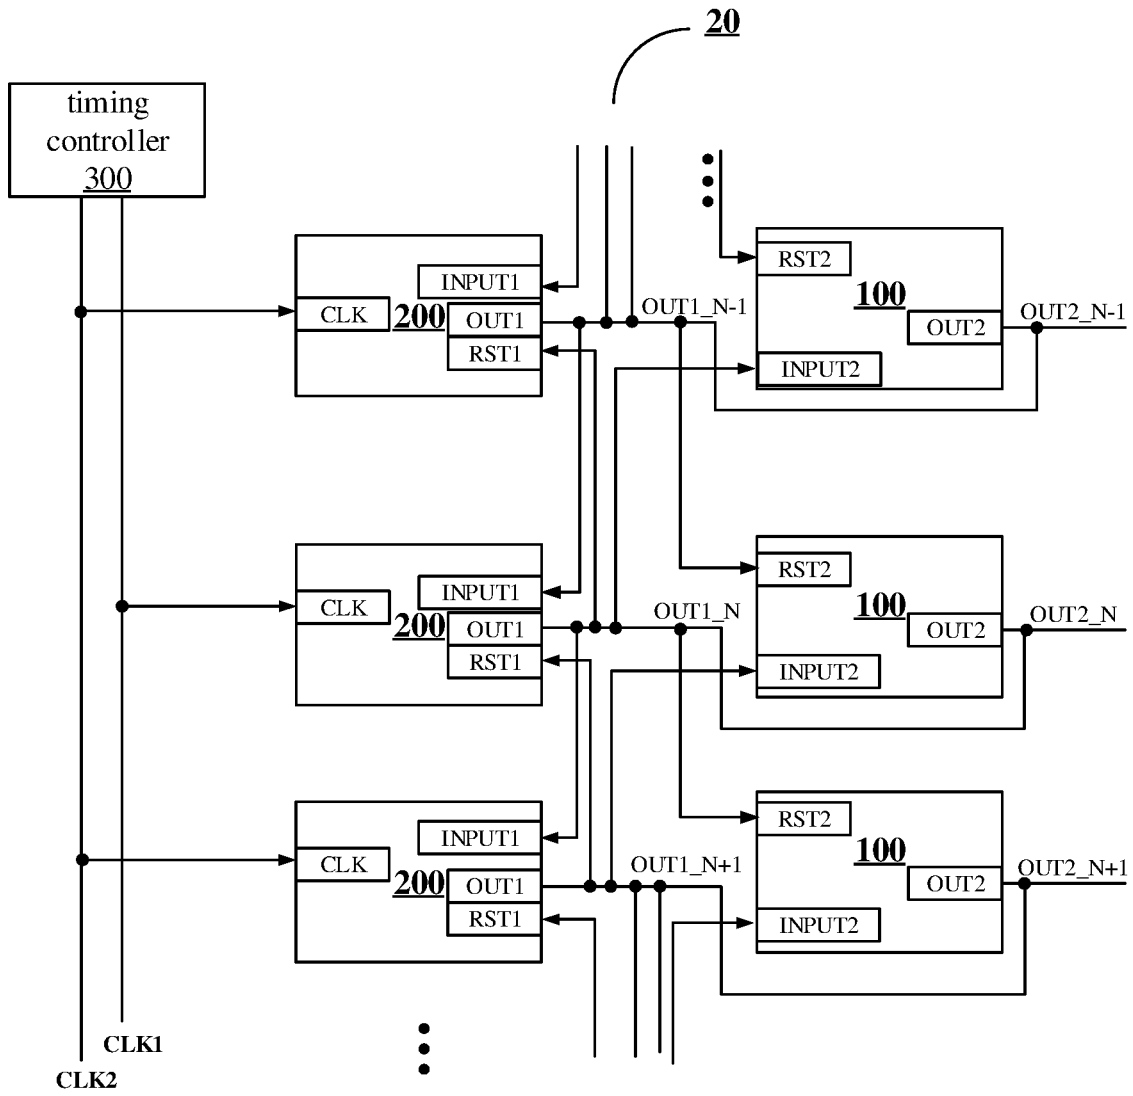 20
timing
controller
300
INPUT1
CLK
200
OUT1
RST1
OUT1_N-1
RST2
100
OUT2
INPUT2
OUT2_N-1
INPUT1
CLK
200
OUT1
RST1
OUT1_N
RST2
100
OUT2
INPUT2
OUT2_N
INPUT1
CLK
200
OUT1
RST1
OUT1_N+1
RST2
100
OUT2
INPUT2
OUT2_N+1
CLK1
CLK2